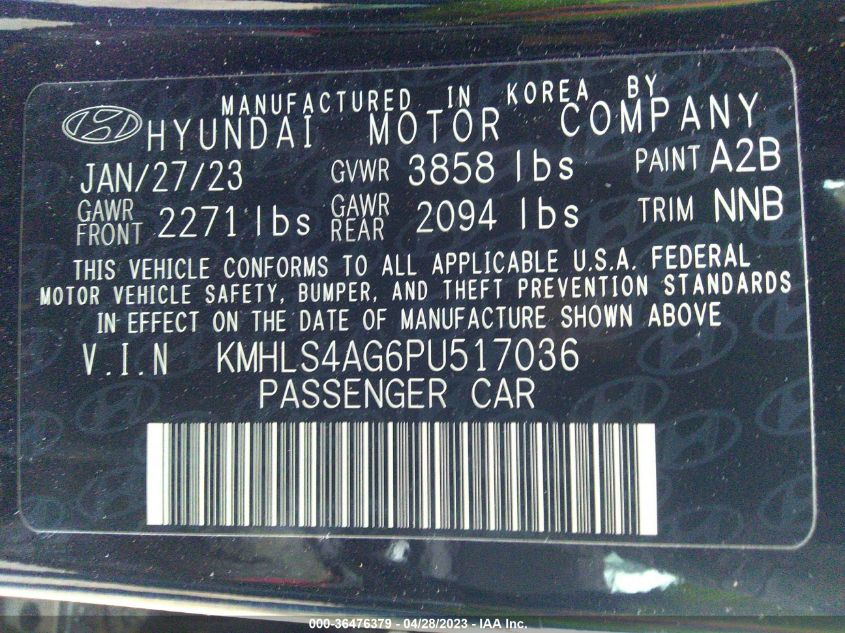 MANUFACTURED IN KOREA BY
HYUNDAI MOTOR COMPANY
JAN/27/23 GVWR 3858 lbs PAINT A2B
GAWR FRONT 2271 lbs GAWR REAR 2094 lbs TRIM NNB
THIS VEHICLE CONFORMS TO ALL APPLICABLE U.S.A. FEDERAL
MOTOR VEHICLE SAFETY, BUMPER, AND THEFT PREVENTION STANDARDS
IN EFFECT ON THE DATE OF MANUFACTURE SHOWN ABOVE
V.I.N KMHLS4AG6PU517036
PASSENGER CAR
000-36476379 - 04/28/2023 - IAA Inc.